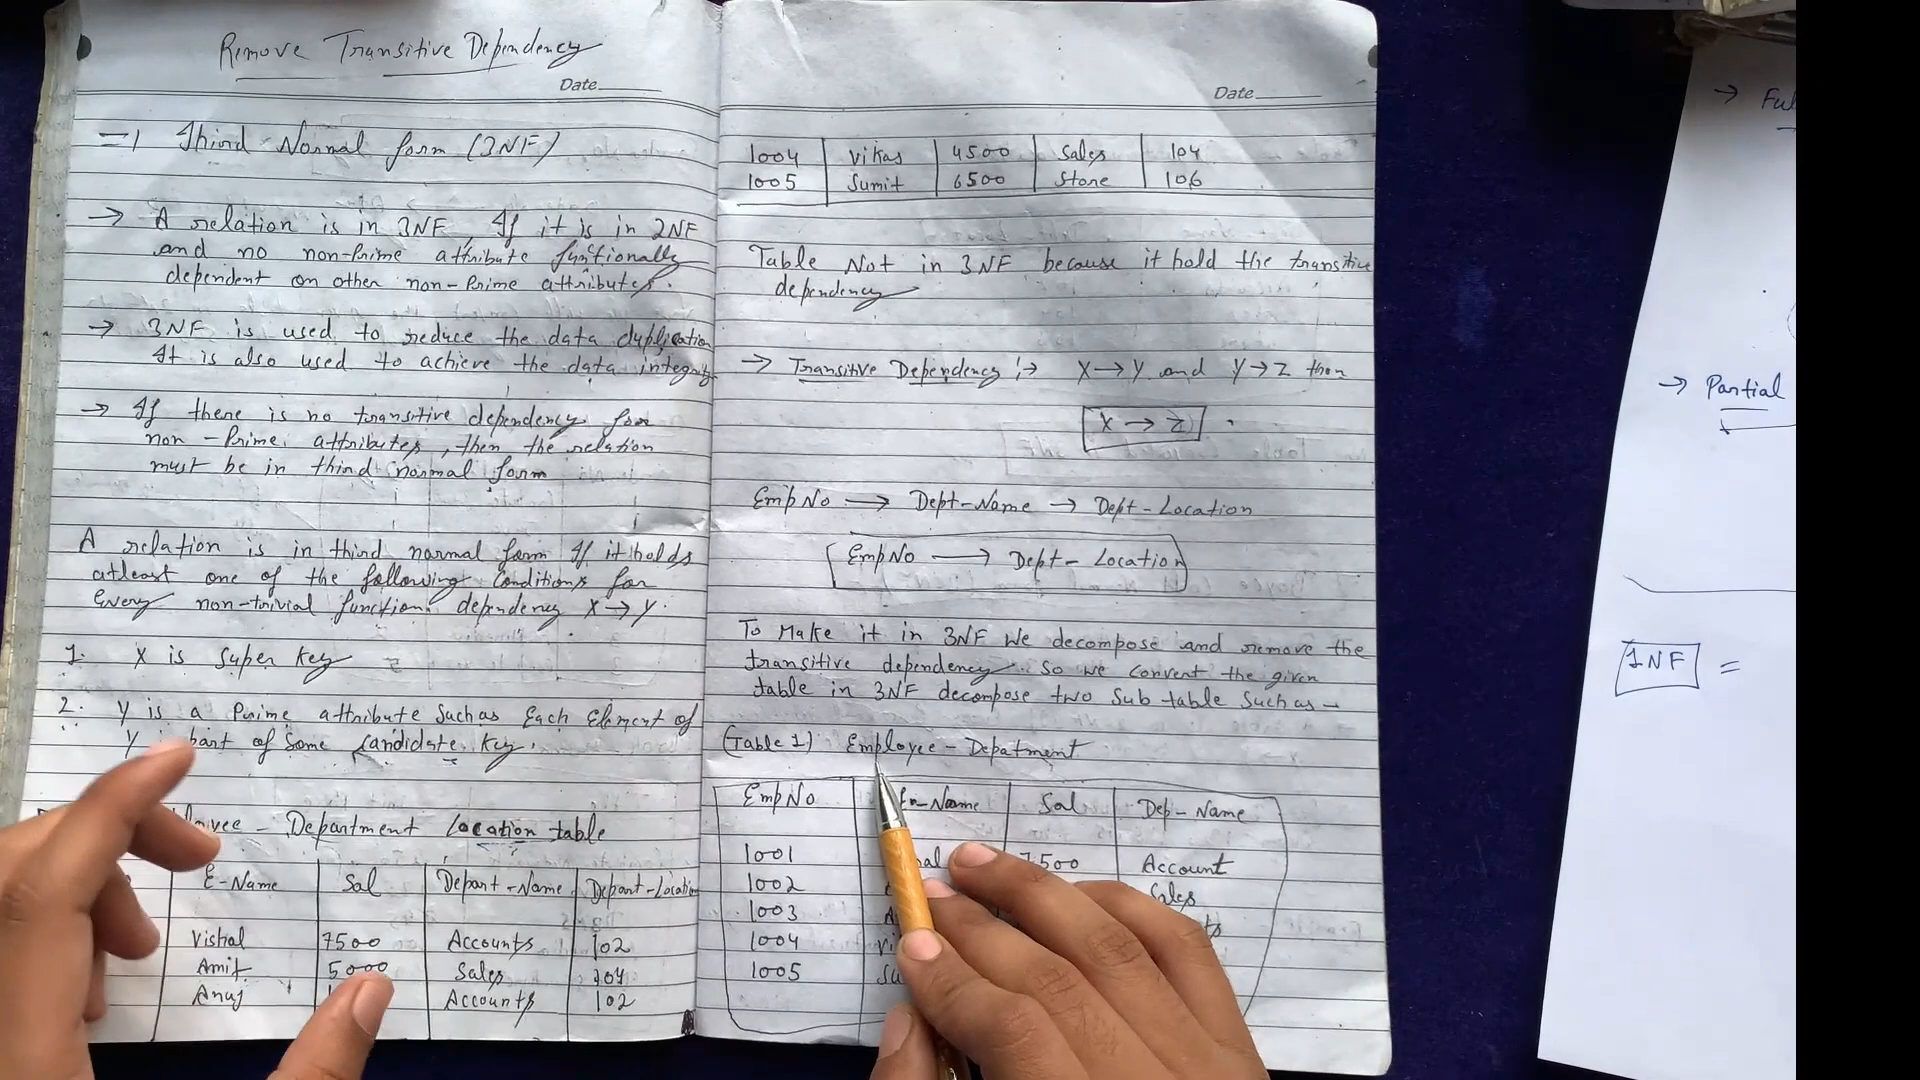 Remove Transitive Dependency
Date
=1 Third Normal form (3NF)
→ A relation is in 3NF, If it is in 2NF
and no non-Prime attribute funtionally
dependent on other non-Prime attributes.
→ 3NF is used to reduce the data duplication
It is also used to achieve the data integrity
→ If there is no transitive dependency for
non-Prime attributes, then the relation
must be in third normal form
A relation is in third normal form If it holds
atleast one of the following Conditions for
Every non-trivial function dependency X → Y.
1. X is Super Key
2. Y is a Prime attribute Such as Each Element of
Y part of Some Candidate Key.
Department Location table
E-Name Sal Depart-Name Depart-Location
Vishal 7500 Accounts 102
Amit 5000 Sales 104
Anuj Accounts 102
Date
1004 Vikas 4500 Sales 104
1005 Sumit 6500 Store 106
Table Not in 3NF because it hold the transitive
dependency
→ Transitive Dependency :→ X→Y and Y→Z then
X → Z .
EmpNo → Dept-Name → Dept-Location
EmpNo → Dept-Location
To Make it in 3NF We decompose and remove the
transitive dependency. So we convert the given
table in 3NF decompose two Sub table Such as -
(Table 1) Employee - Depatment
EmpNo Name Sal Dep-Name
1001 7500 Account
1002 Sales
1003
1004
1005
→
→ Partial
1NF =